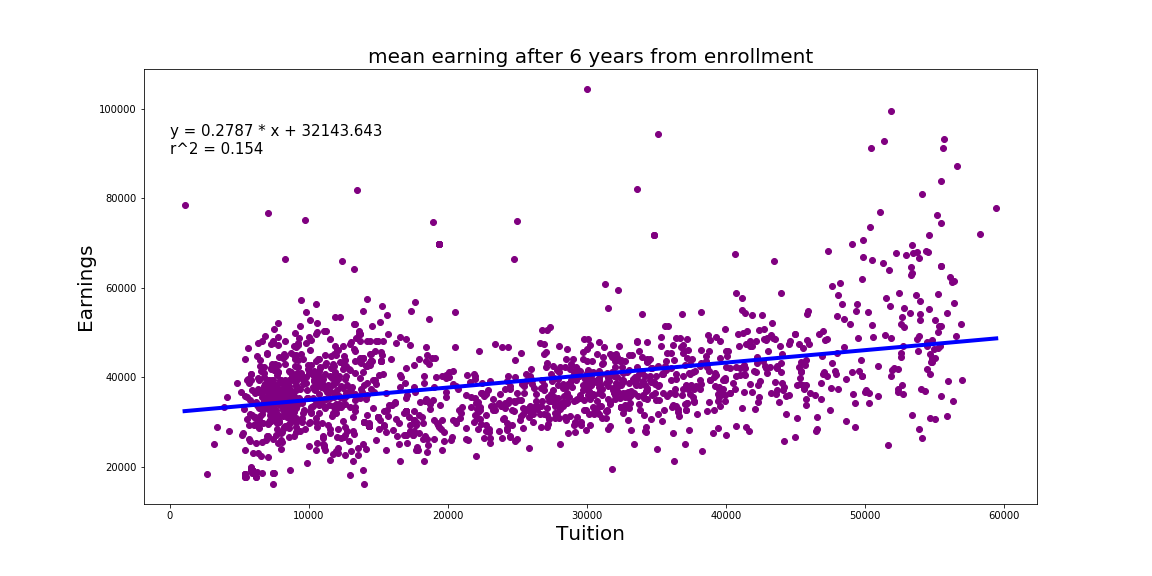 mean earning after 6 years from enrollment
y = 0.2787 * x + 32143.643
r^2 = 0.154
100000
80000
60000
40000
20000
Earnings
0 10000 20000 30000 40000 50000 60000
Tuition